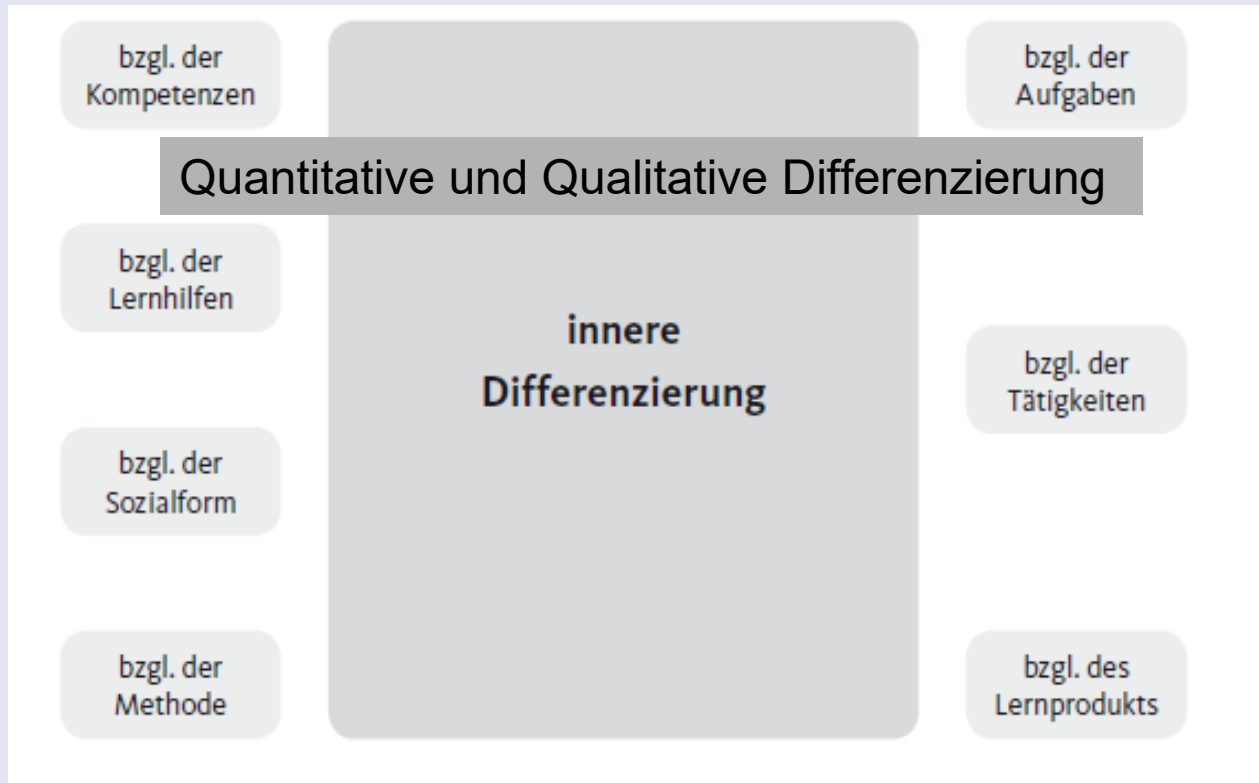 bzgl. der
Kompetenzen
bzgl. der
Aufgaben
Quantitative und Qualitative Differenzierung
bzgl. der
Lernhilfen
innere
Differenzierung
bzgl. der
Tätigkeiten
bzgl. der
Sozialform
bzgl. der
Methode
bzgl. des
Lernprodukts